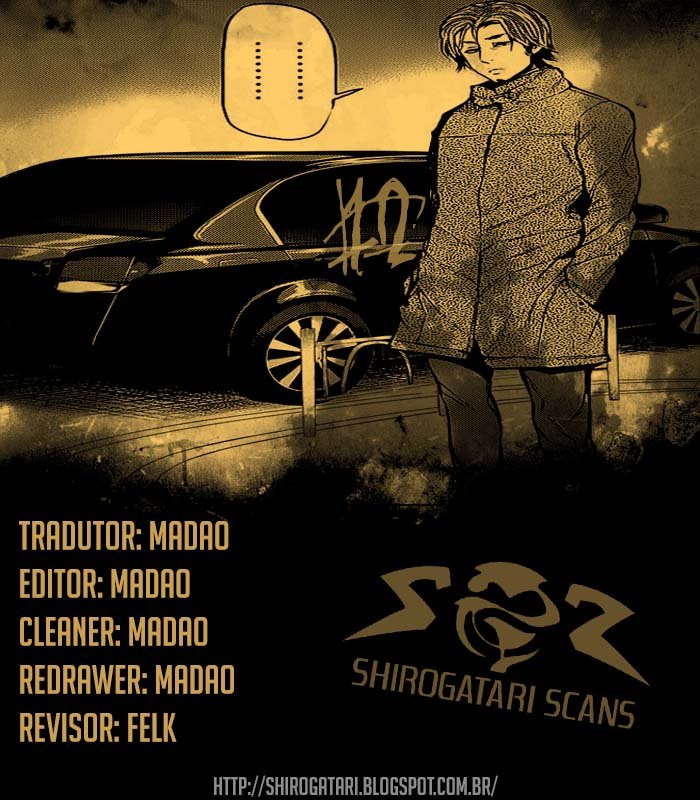 TRADUTOR: MADAO
EDITOR: MADAO
CLEANER: MADAO
REDRAWER: MADAO
REVISOR: FELK
SHIROGATARI SCANS
HTTP://SHIROGATARI.BLOGSPOT.COM.BR/